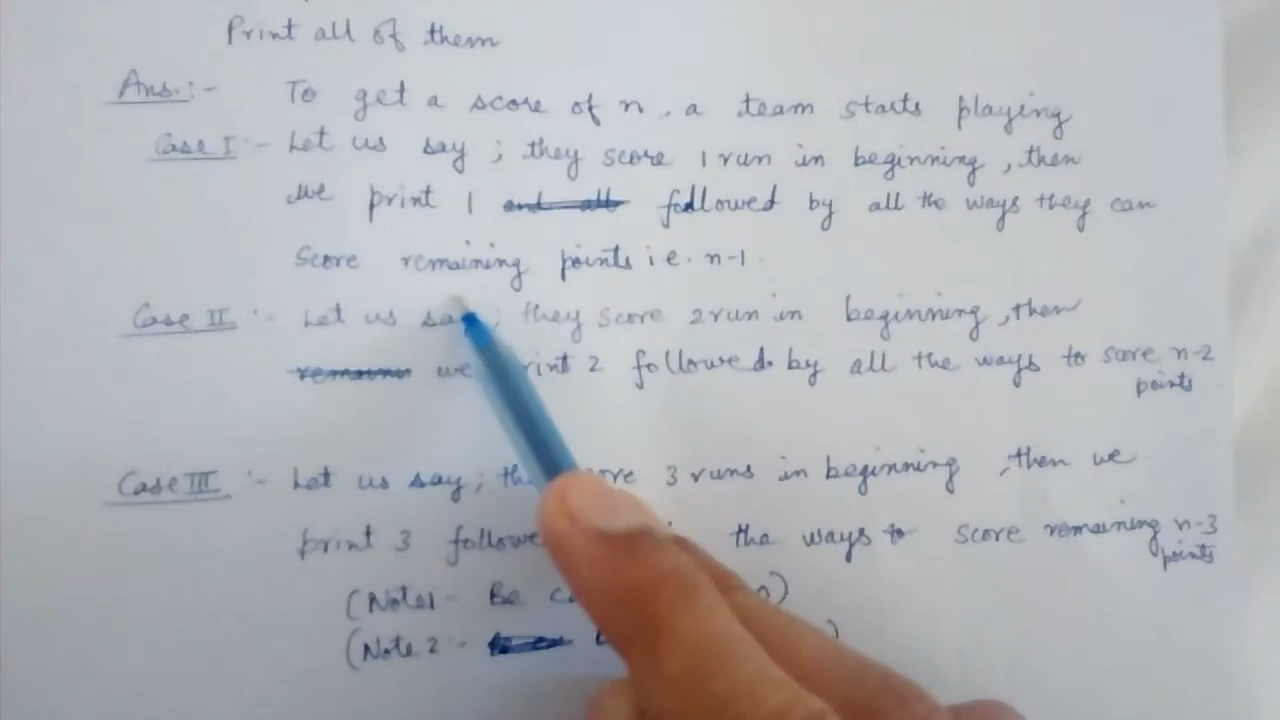 Print all of them
Ans:- To get a score of n, a team starts playing
Case I :- Let us say ; they score 1 run in beginning, then
we print 1 followed by all the ways they can
score remaining points i.e. n-1.
Case II :- Let us say; they score 2 run in beginning, then
we print 2 followed by all the ways to score n-2
points
Case III :- Let us say; 3 runs in beginning, then we
print 3 the ways to score remaining n-3
points
(Note1- Be
(Note 2 :-